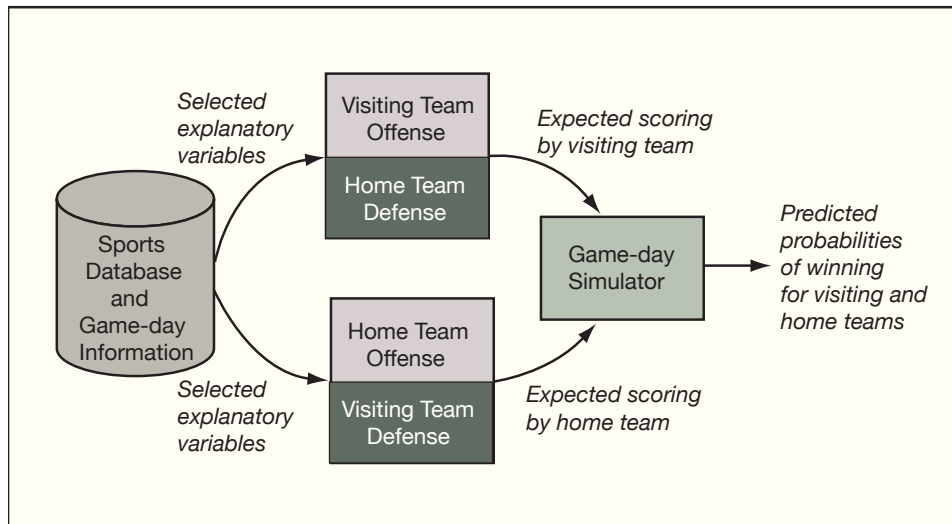 Sports
Database
and
Game-day
Information
Selected
explanatory
variables
Visiting Team
Offense
Home Team
Defense
Expected scoring
by visiting team
Selected
explanatory
variables
Home Team
Offense
Visiting Team
Defense
Expected scoring
by home team
Game-day
Simulator
Predicted
probabilities
of winning
for visiting and
home teams